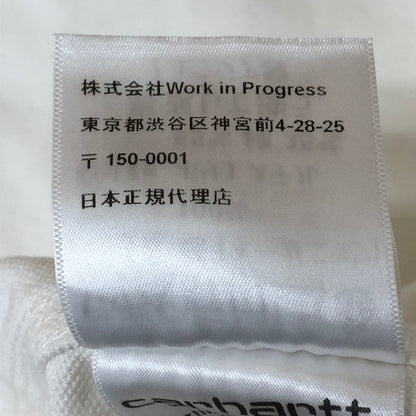 株式会社Work in Progress
東京都渋谷区神宮前4-28-25
〒 150-0001
日本正規代理店
carhartt